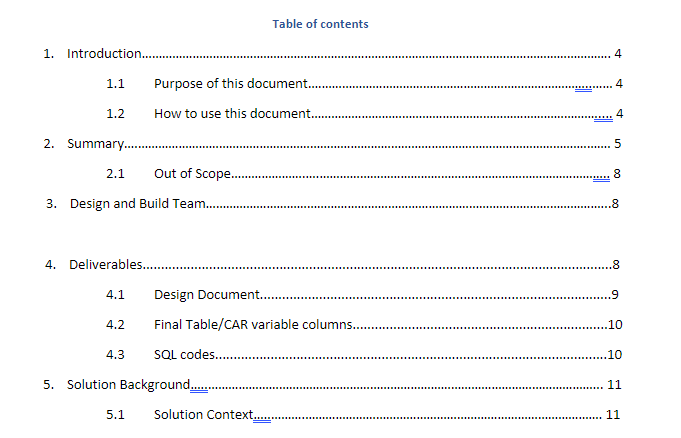 Table of contents
1. Introduction.......... 4
1.1 Purpose of this document.......... 4
1.2 How to use this document.......... 4
2. Summary.......... 5
2.1 Out of Scope.......... 8
3. Design and Build Team..........8
4. Deliverables..........8
4.1 Design Document..........9
4.2 Final Table/CAR variable columns..........10
4.3 SQL codes..........10
5. Solution Background.......... 11
5.1 Solution Context.......... 11